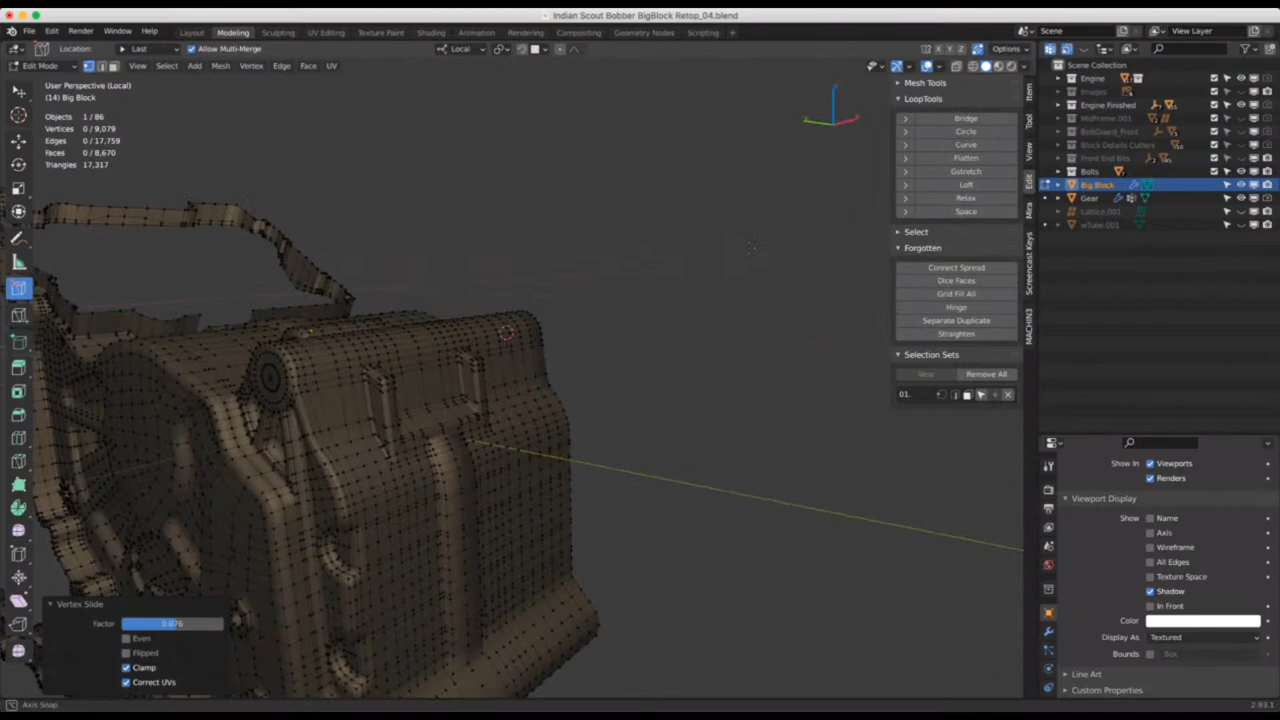 Indian Scout Bobber BigBlock Retop_04.blend
File Edit Render Window Help Layout Modeling Sculpting UV Editing Texture Paint Shading Animation Rendering Compositing Geometry Nodes Scripting + Scene View Layer
Location: Last Allow Multi-Merge Local X Y Z Options
Edit Mode View Select Add Mesh Vertex Edge Face UV
User Perspective (Local)
(14) Big Block
Objects 1 / 86
Vertices 0 / 9,079
Edges 0 / 17,759
Faces 0 / 8,670
Triangles 17,317
Mesh Tools
LoopTools
Bridge
Circle
Curve
Flatten
Gstretch
Loft
Relax
Space
Select
Forgotten
Connect Spread
Dice Faces
Grid Fill All
Hinge
Separate Duplicate
Straighten
Selection Sets
New Remove All
01.
Item
Tool
View
Edit
Mira
Screencast Keys
MACHIN3
Scene Collection
Engine
Images
Engine Finished
MidFrame.001
BeltGuard_Front
Block Details Cutters
Front End Bits
Bolts
Big Block
Gear
Lattice.001
wTube.001
Show In Viewports
Renders
Viewport Display
Show Name
Axis
Wireframe
All Edges
Texture Space
Shadow
In Front
Color
Display As Textured
Bounds Box
Line Art
Custom Properties
Vertex Slide
Factor 0.076
Even
Flipped
Clamp
Correct UVs
Axis Snap 2.93.1